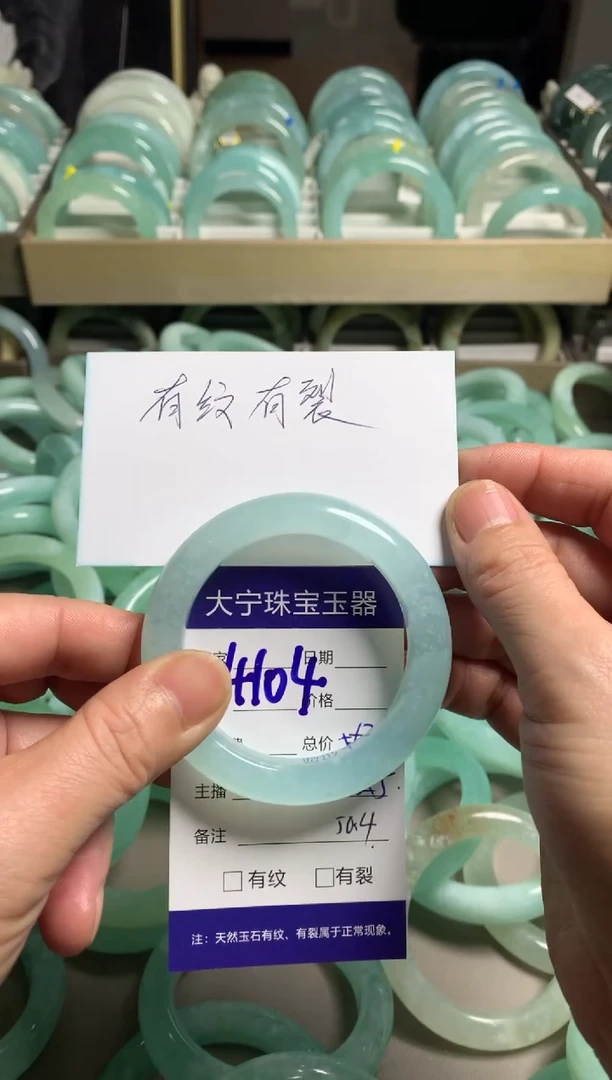 有纹 有裂
大宁珠宝玉器
日期
H04
价格
总价
主播
备注 504
□有纹 □有裂
注：天然玉石有纹、有裂属于正常现象。